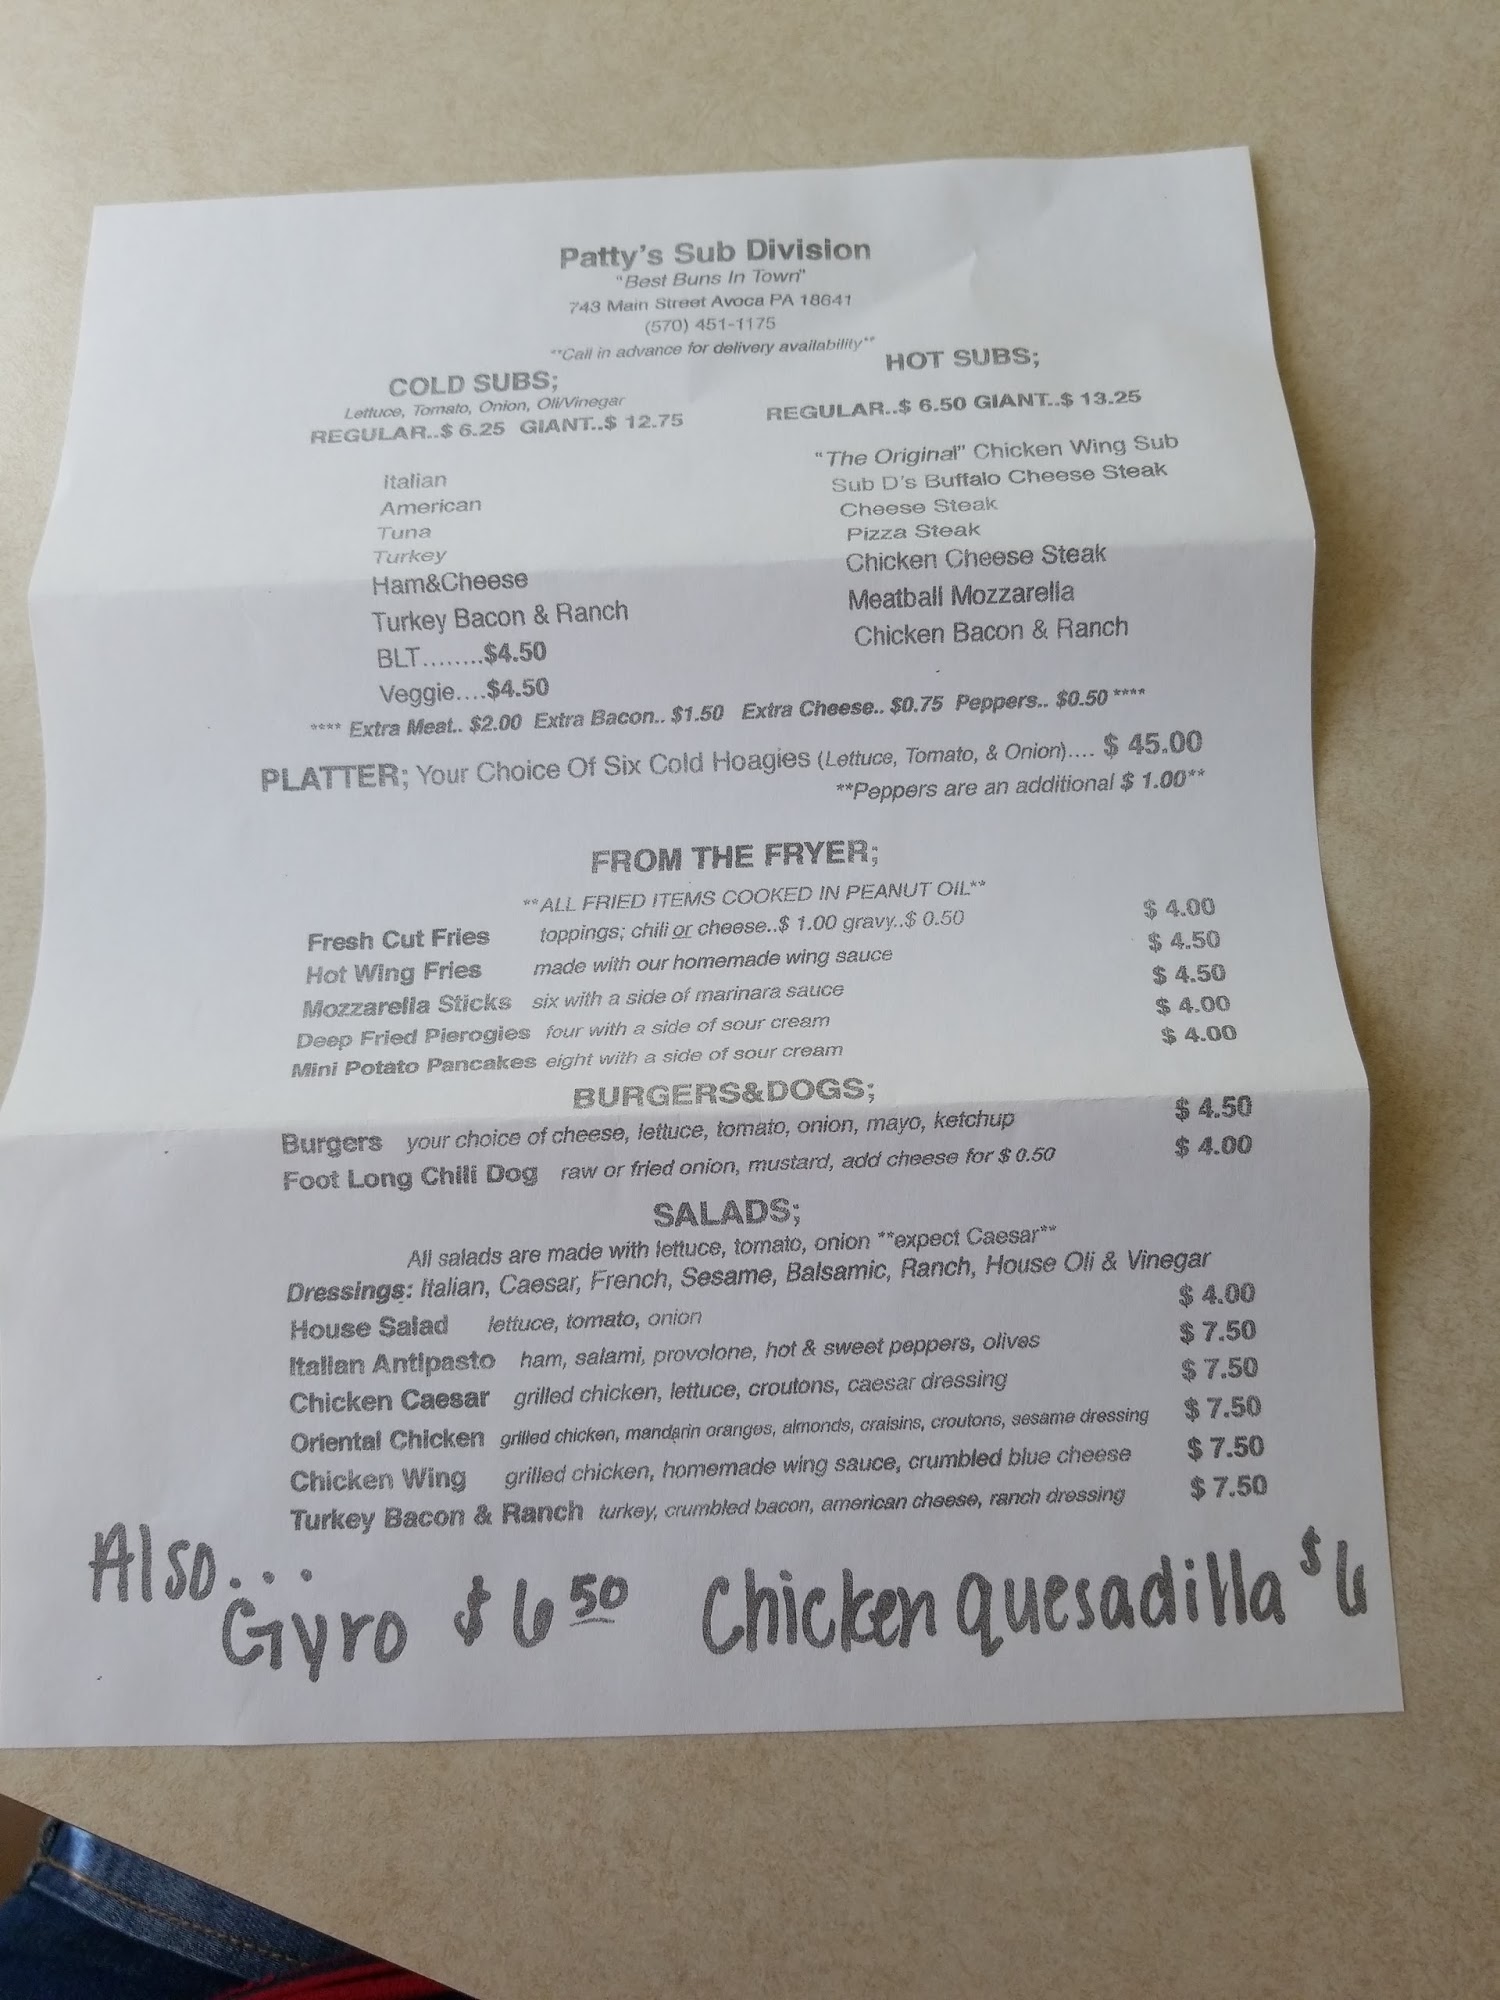 Patty's Sub Division
"Best Buns In Town"
743 Main Street Avoca PA 18641
(570) 451-1175
**Call in advance for delivery availability**
COLD SUBS;
Lettuce, Tomato, Onion, Oil/Vinegar
REGULAR..$ 6.25 GIANT..$ 12.75
Italian
American
Tuna
Turkey
Ham&Cheese
Turkey Bacon & Ranch
BLT........$4.50
Veggie....$4.50
HOT SUBS;
REGULAR..$ 6.50 GIANT..$ 13.25
"The Original" Chicken Wing Sub
Sub D's Buffalo Cheese Steak
Cheese Steak
Pizza Steak
Chicken Cheese Steak
Meatball Mozzarella
Chicken Bacon & Ranch
**** Extra Meat.. $2.00 Extra Bacon.. $1.50 Extra Cheese.. $0.75 Peppers.. $0.50 ****
PLATTER; Your Choice Of Six Cold Hoagies (Lettuce, Tomato, & Onion).... $ 45.00
**Peppers are an additional $ 1.00**
FROM THE FRYER;
**ALL FRIED ITEMS COOKED IN PEANUT OIL**
Fresh Cut Fries toppings; chili or cheese..$ 1.00 gravy..$ 0.50 $ 4.00
Hot Wing Fries made with our homemade wing sauce $ 4.50
Mozzarella Sticks six with a side of marinara sauce $ 4.50
Deep Fried Pierogies four with a side of sour cream $ 4.00
Mini Potato Pancakes eight with a side of sour cream $ 4.00
BURGERS&DOGS;
Burgers your choice of cheese, lettuce, tomato, onion, mayo, ketchup $ 4.50
Foot Long Chili Dog raw or fried onion, mustard, add cheese for $ 0.50 $ 4.00
SALADS;
All salads are made with lettuce, tomato, onion **expect Caesar**
Dressings: Italian, Caesar, French, Sesame, Balsamic, Ranch, House Oli & Vinegar
House Salad lettuce, tomato, onion $ 4.00
Italian Antipasto ham, salami, provolone, hot & sweet peppers, olives $ 7.50
Chicken Caesar grilled chicken, lettuce, croutons, caesar dressing $ 7.50
Oriental Chicken grilled chicken, mandarin oranges, almonds, craisins, croutons, sesame dressing $ 7.50
Chicken Wing grilled chicken, homemade wing sauce, crumbled blue cheese $ 7.50
Turkey Bacon & Ranch turkey, crumbled bacon, american cheese, ranch dressing $ 7.50
Also...
Gyro $6 50 Chicken quesadilla $6